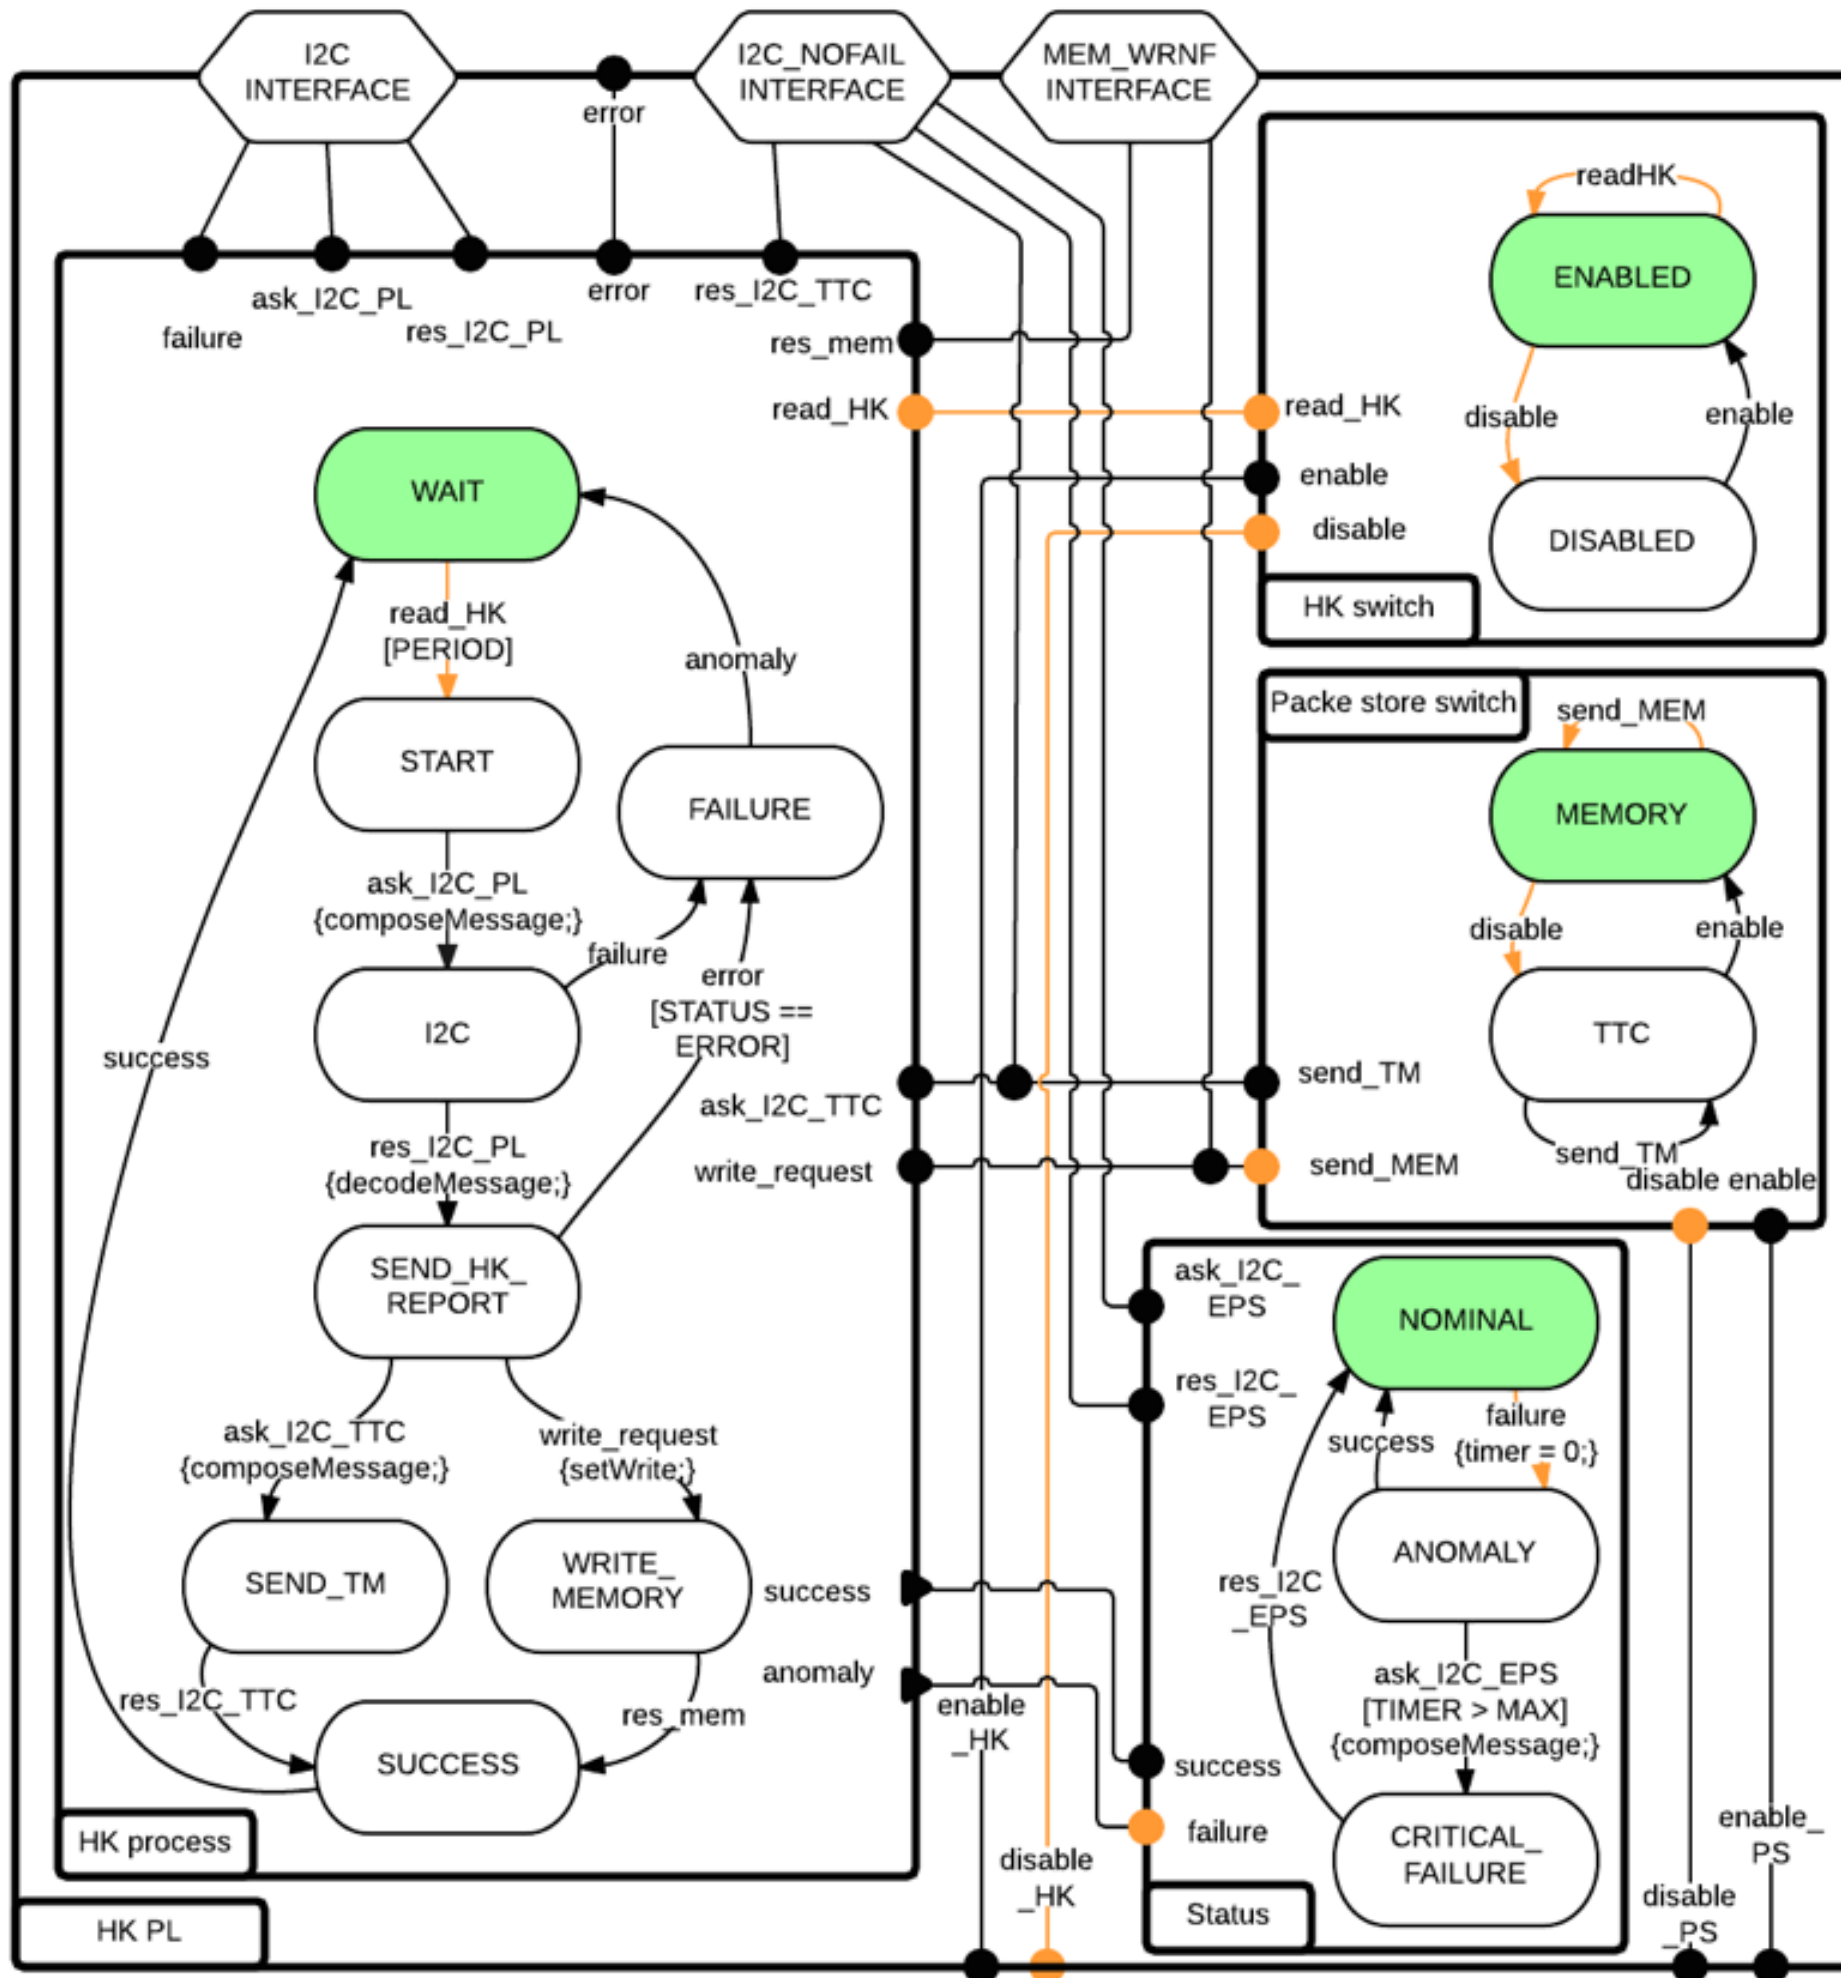 I2C
INTERFACE
error
I2C_NOFAIL
INTERFACE
MEM_WRNF
INTERFACE
failure
ask_I2C_PL
res_I2C_PL
error
res_I2C_TTC
res_mem
read_HK
WAIT
read_HK
[PERIOD]
START
anomaly
FAILURE
ask_I2C_PL
{composeMessage;}
failure
error
[STATUS ==
ERROR]
I2C
success
res_I2C_PL
{decodeMessage;}
ask_I2C_TTC
write_request
SEND_HK_
REPORT
ask_I2C_TTC
{composeMessage;}
write_request
{setWrite;}
SEND_TM
WRITE_
MEMORY
success
anomaly
res_I2C_TTC
res_mem
SUCCESS
HK process
HK PL
enable
_HK
disable
_HK
readHK
ENABLED
read_HK
enable
disable
disable
enable
DISABLED
HK switch
Packe store switch
send_MEM
MEMORY
disable
enable
TTC
send_TM
send_MEM
send_TM
disable enable
ask_I2C_
EPS
res_I2C_
EPS
NOMINAL
success
failure
{timer = 0;}
ANOMALY
res_I2C
_EPS
ask_I2C_EPS
[TIMER > MAX]
{composeMessage;}
success
failure
CRITICAL_
FAILURE
Status
disable
_PS
enable_
PS